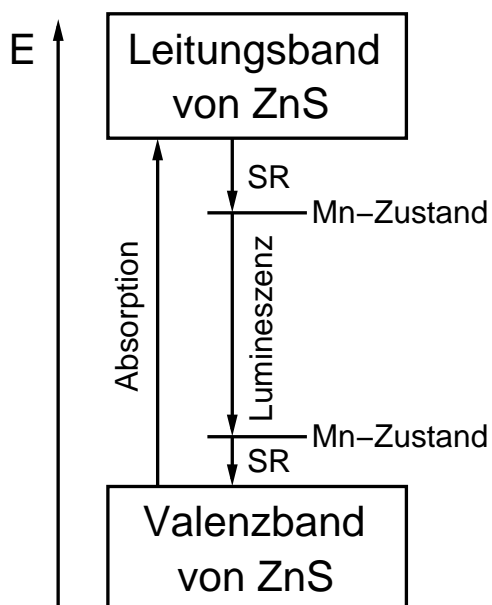 E
Leitungsband
von ZnS
SR
Mn−Zustand
Absorption
Lumineszenz
Mn−Zustand
SR
Valenzband
von ZnS